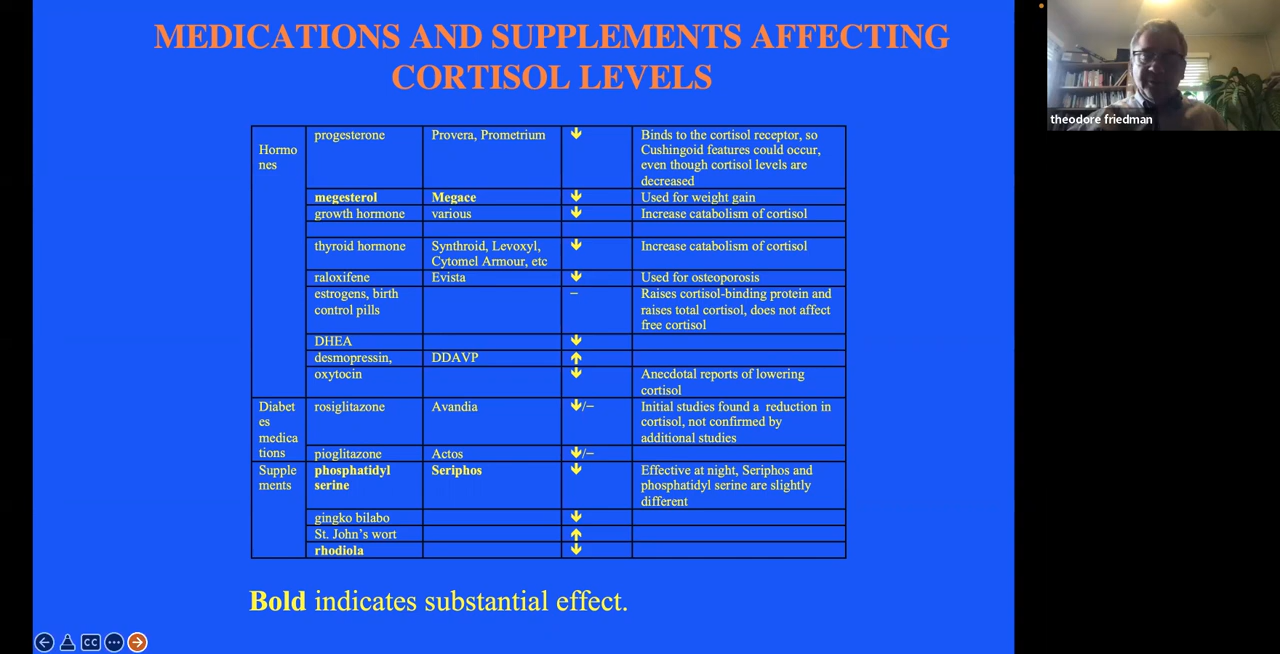 MEDICATIONS AND SUPPLEMENTS AFFECTING
CORTISOL LEVELS
theodore friedman
Hormo
nes
progesterone
Provera, Prometrium
↓
Binds to the cortisol receptor, so
Cushingoid features could occur,
even though cortisol levels are
decreased
megesterol
Megace
↓
Used for weight gain
growth hormone
various
↓
Increase catabolism of cortisol
thyroid hormone
Synthroid, Levoxyl,
Cytomel Armour, etc
↓
Increase catabolism of cortisol
raloxifene
Evista
↓
Used for osteoporosis
estrogens, birth
control pills
–
Raises cortisol-binding protein and
raises total cortisol, does not affect
free cortisol
DHEA
↓
desmopressin,
DDAVP
↑
oxytocin
↓
Anecdotal reports of lowering
cortisol
Diabet
es
medica
tions
rosiglitazone
Avandia
↓/–
Initial studies found a reduction in
cortisol, not confirmed by
additional studies
pioglitazone
Actos
↓/–
Supple
ments
phosphatidyl
serine
Seriphos
↓
Effective at night, Seriphos and
phosphatidyl serine are slightly
different
gingko bilabo
↓
St. John’s wort
↑
rhodiola
↓
Bold indicates substantial effect.
CC